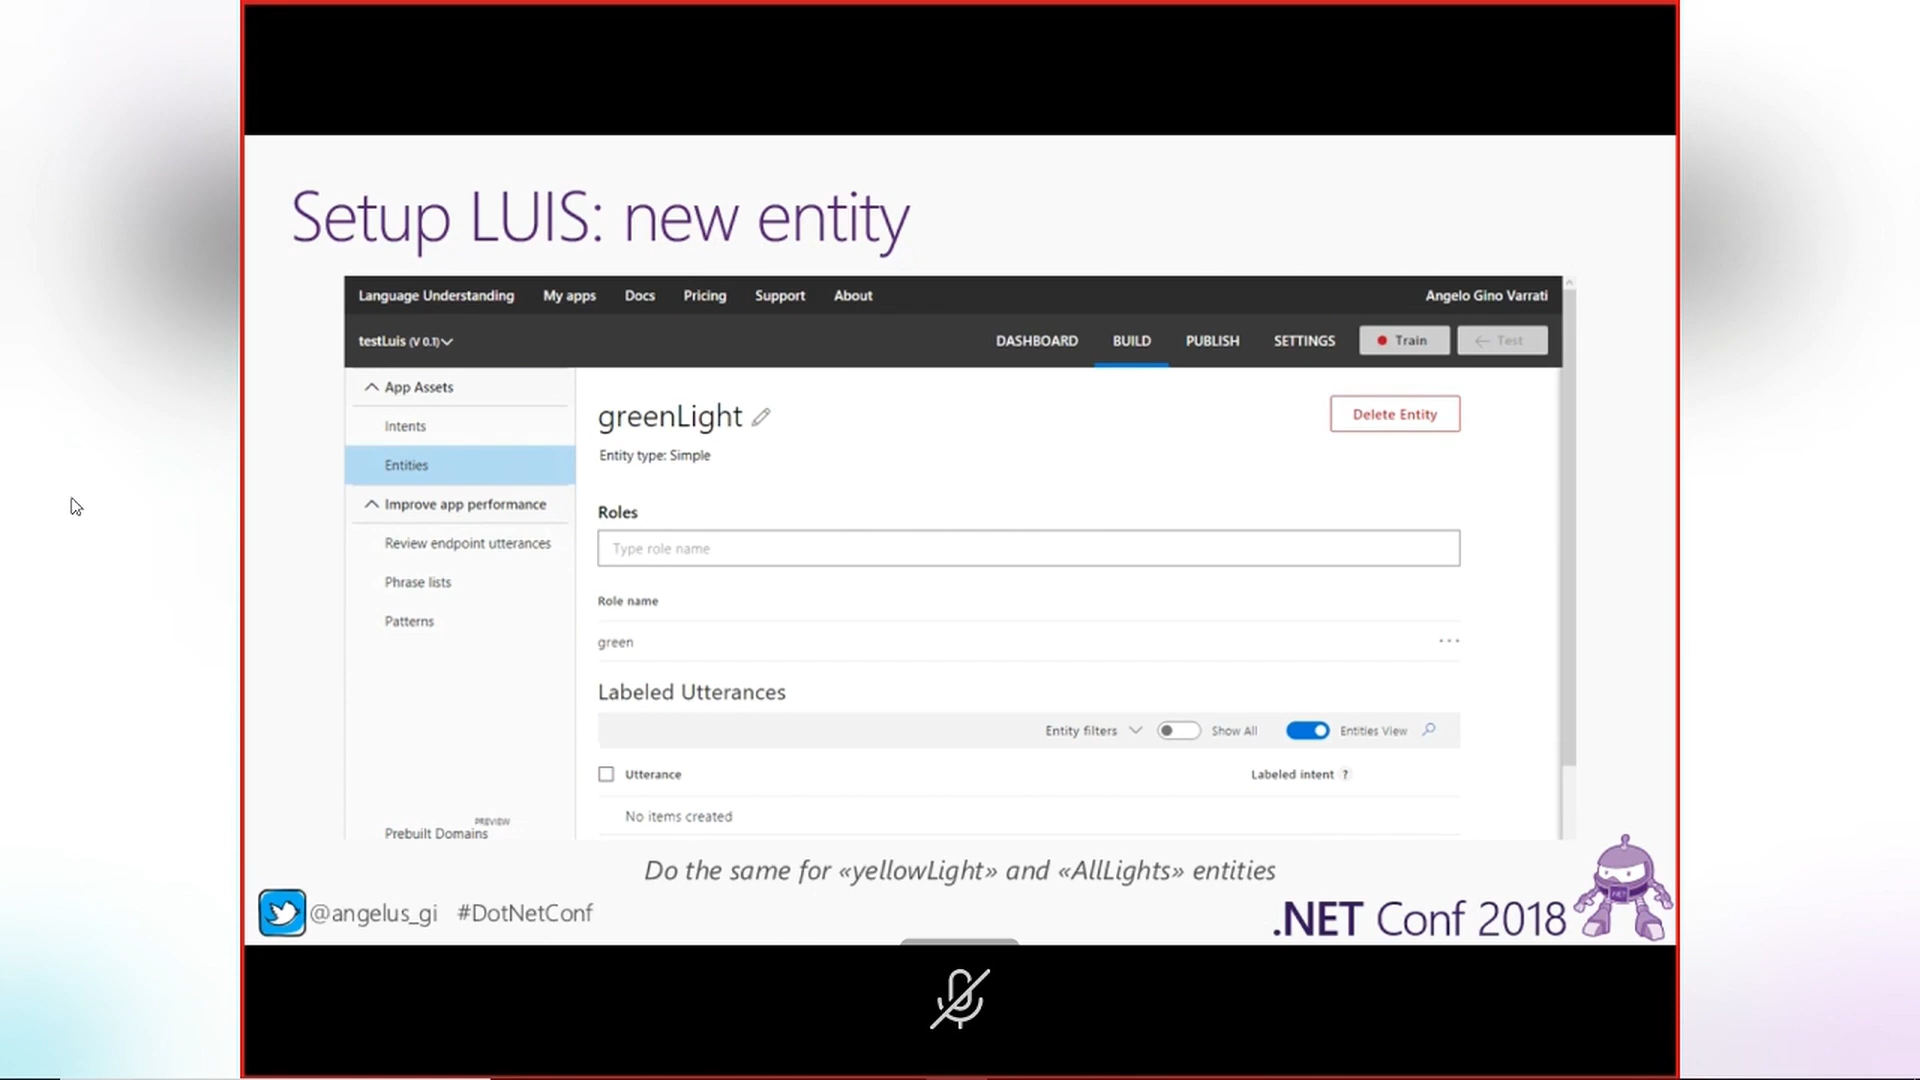 Setup LUIS: new entity
Language Understanding My apps Docs Pricing Support About Angelo Gino Varrati
testLuis (V 0.1) DASHBOARD BUILD PUBLISH SETTINGS Train ← Test
App Assets
Intents
Entities
Improve app performance
Review endpoint utterances
Phrase lists
Patterns
PREVIEW
Prebuilt Domains
greenLight
Delete Entity
Entity type: Simple
Roles
Type role name
Role name
green ...
Labeled Utterances
Entity filters Show All Entities View
Utterance Labeled intent ?
No items created
Do the same for «yellowLight» and «AllLights» entities
@angelus_gi #DotNetConf
.NET Conf 2018
.NET